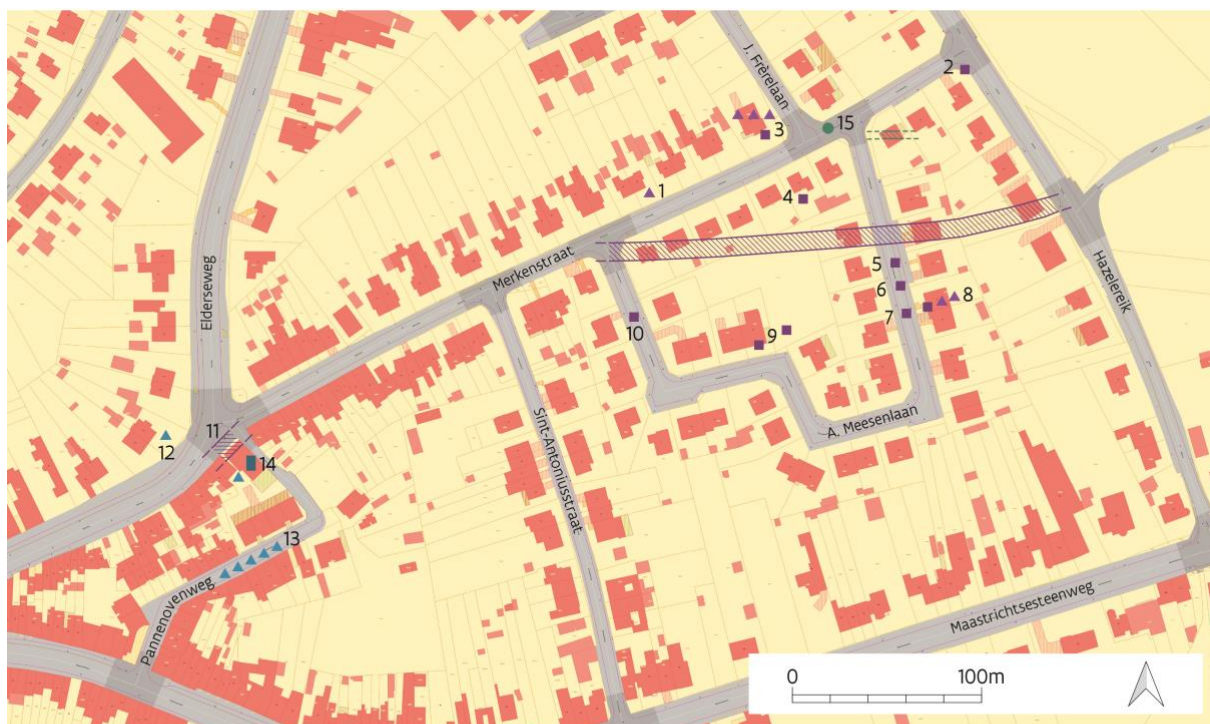 J. Frèrelaan
2
15
3
1
4
Elderseweg
Merkenstraat
Hazelereik
5
6
7
8
10
9
11
12
14
A. Meesenlaan
Sint-Antoniusstraat
13
Pannenovenweg
Maastrichtsesteenweg
0 100m